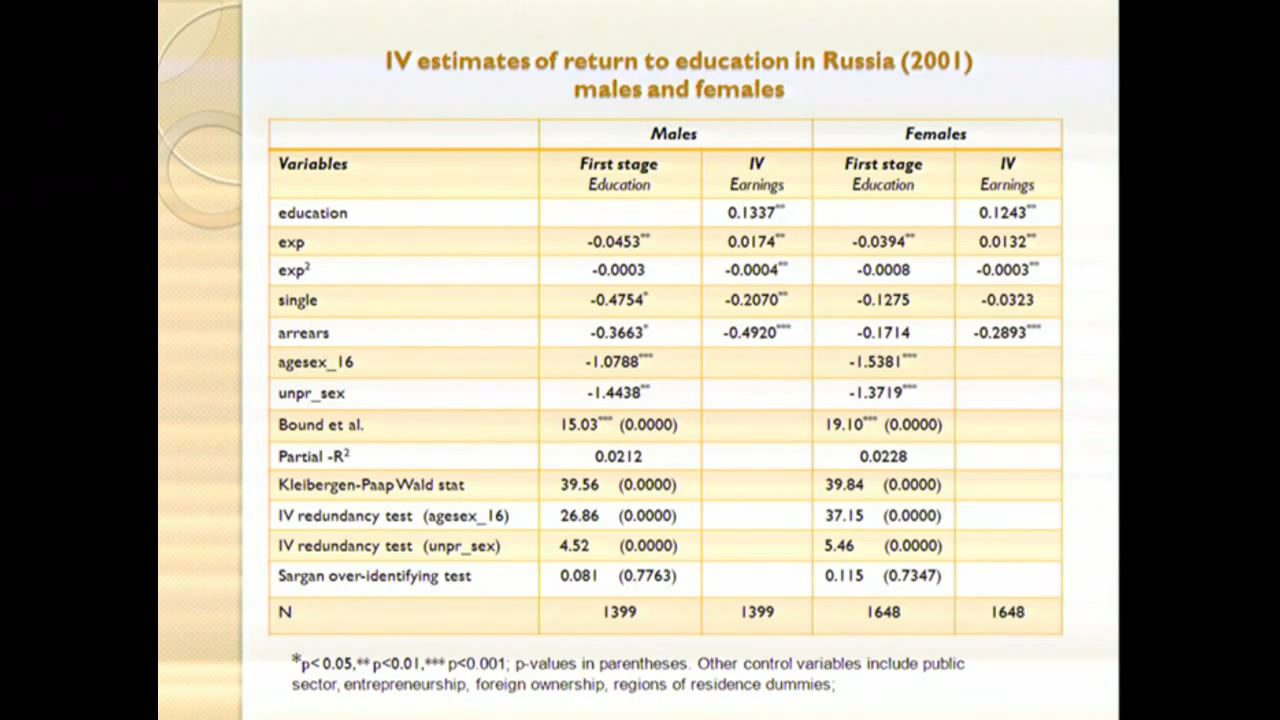 IV estimates of return to education in Russia (2001)
males and females
Males Females
Variables First stage IV First stage IV
Education Earnings Education Earnings
education 0.1337** 0.1243**
exp -0.0453** 0.0174** -0.0394** 0.0132**
exp² -0.0003 -0.0004** -0.0008 -0.0003**
single -0.4754* -0.2070** -0.1275 -0.0323
arrears -0.3663* -0.4920*** -0.1714 -0.2893***
agesex_16 -1.0788*** -1.5381***
unpr_sex -1.4438** -1.3719***
Bound et al. 15.03*** (0.0000) 19.10*** (0.0000)
Partial -R² 0.0212 0.0228
Kleibergen-Paap Wald stat 39.56 (0.0000) 39.84 (0.0000)
IV redundancy test (agesex_16) 26.86 (0.0000) 37.15 (0.0000)
IV redundancy test (unpr_sex) 4.52 (0.0000) 5.46 (0.0000)
Sargan over-identifying test 0.081 (0.7763) 0.115 (0.7347)
N 1399 1399 1648 1648
*p< 0.05,** p<0.01,*** p<0.001; p-values in parentheses. Other control variables include public
sector, entrepreneurship, foreign ownership, regions of residence dummies;